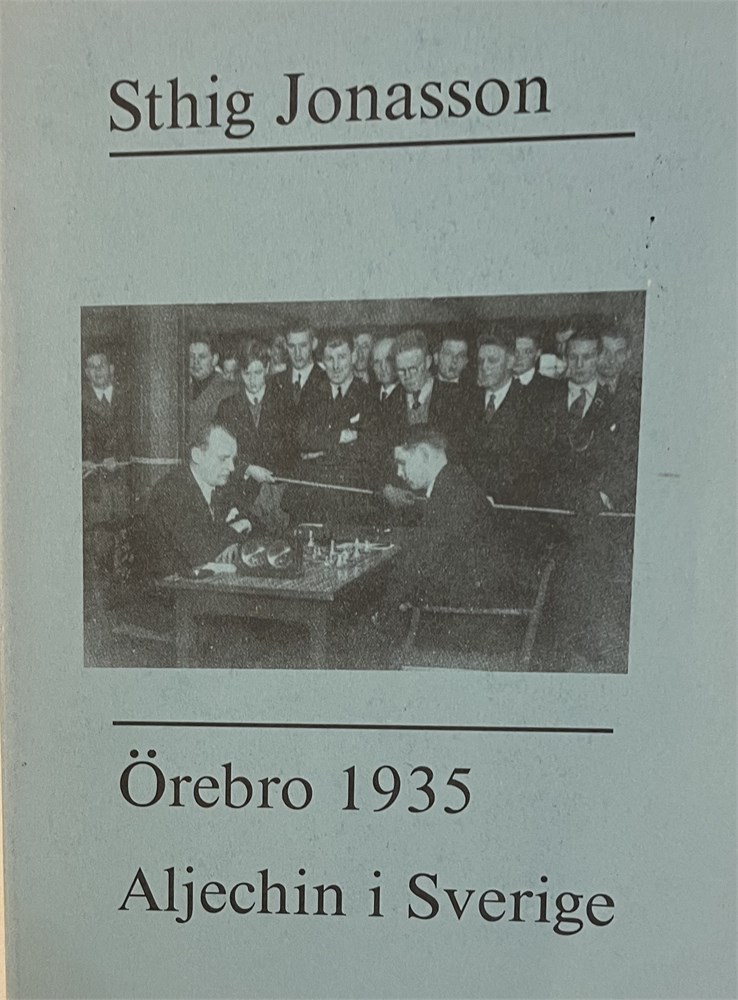 Sthig Jonasson
Örebro 1935
Aljechin i Sverige